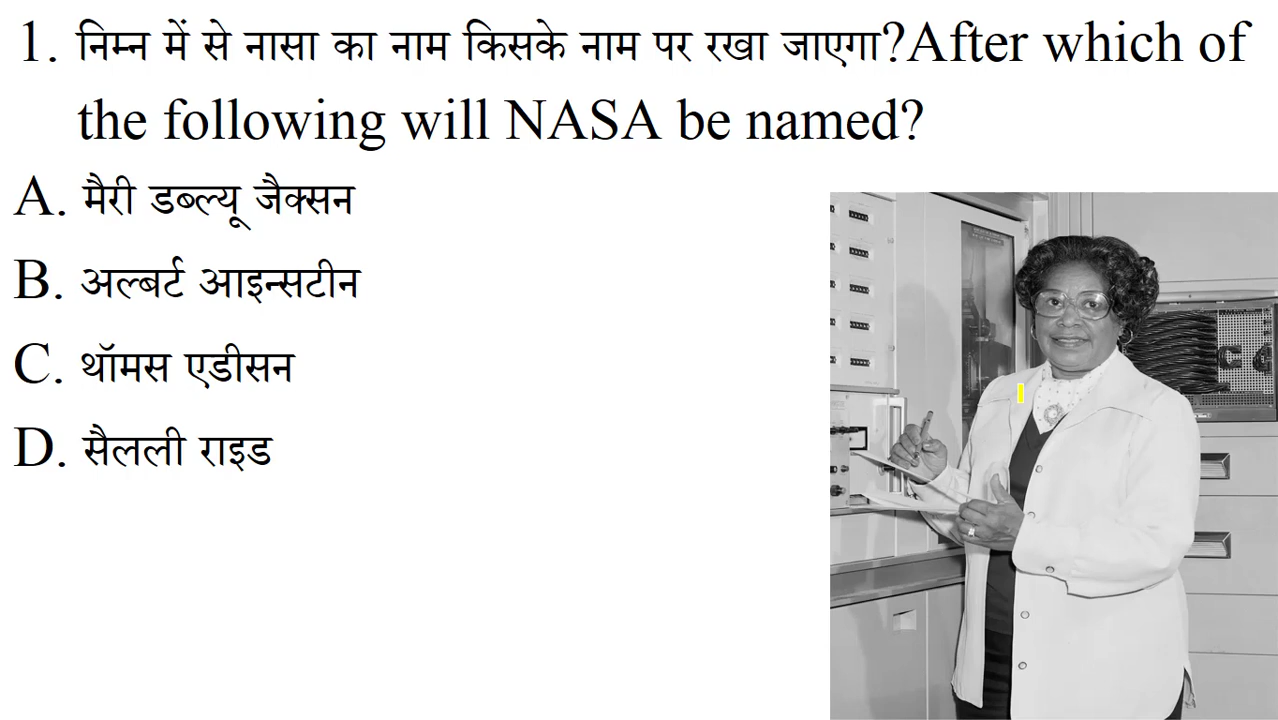 1. निम्न में से नासा का नाम किसके नाम पर रखा जाएगा?After which of
the following will NASA be named?
A. मैरी डब्ल्यू जैक्सन
B. अल्बर्ट आइन्सटीन
C. थॉमस एडीसन
D. सैलली राइड